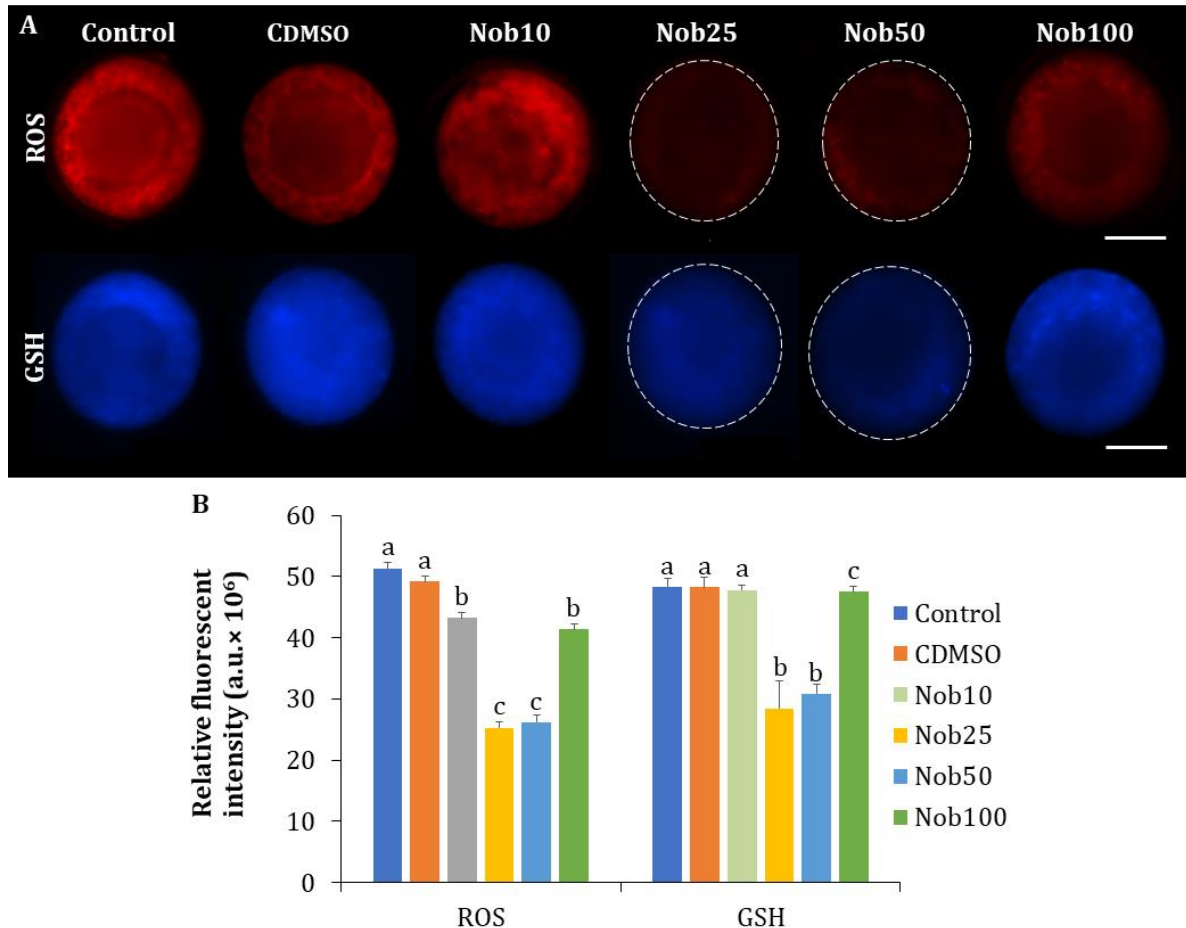 A
Control CDMSO Nob10 Nob25 Nob50 Nob100
ROS
GSH
B
Relative fluorescent
intensity (a.u.× 10⁶)
60
50
40
30
20
10
0
a a b c c b
a a a b b c
ROS GSH
Control
CDMSO
Nob10
Nob25
Nob50
Nob100